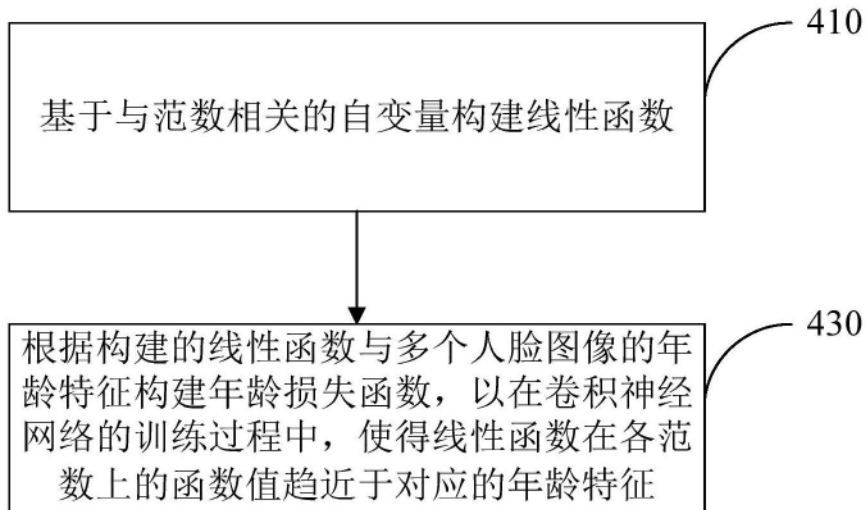 410
基于与范数相关的自变量构建线性函数
430
根据构建的线性函数与多个人脸图像的年
龄特征构建年龄损失函数，以在卷积神经
网络的训练过程中，使得线性函数在各范
数上的函数值趋近于对应的年龄特征